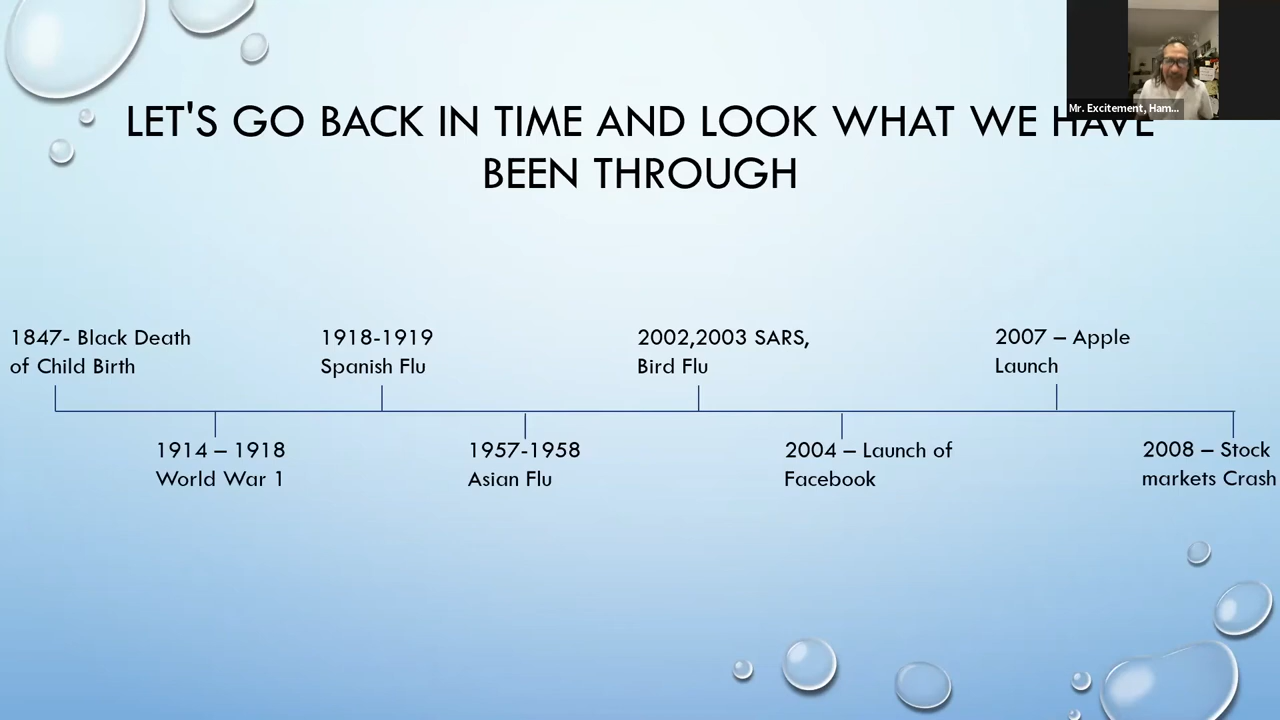 Mr. Excitement, Ham...
LET'S GO BACK IN TIME AND LOOK WHAT WE HAVE
BEEN THROUGH
1847- Black Death
of Child Birth
1914 – 1918
World War 1
1918-1919
Spanish Flu
1957-1958
Asian Flu
2002,2003 SARS,
Bird Flu
2004 – Launch of
Facebook
2007 – Apple
Launch
2008 – Stock
markets Crash